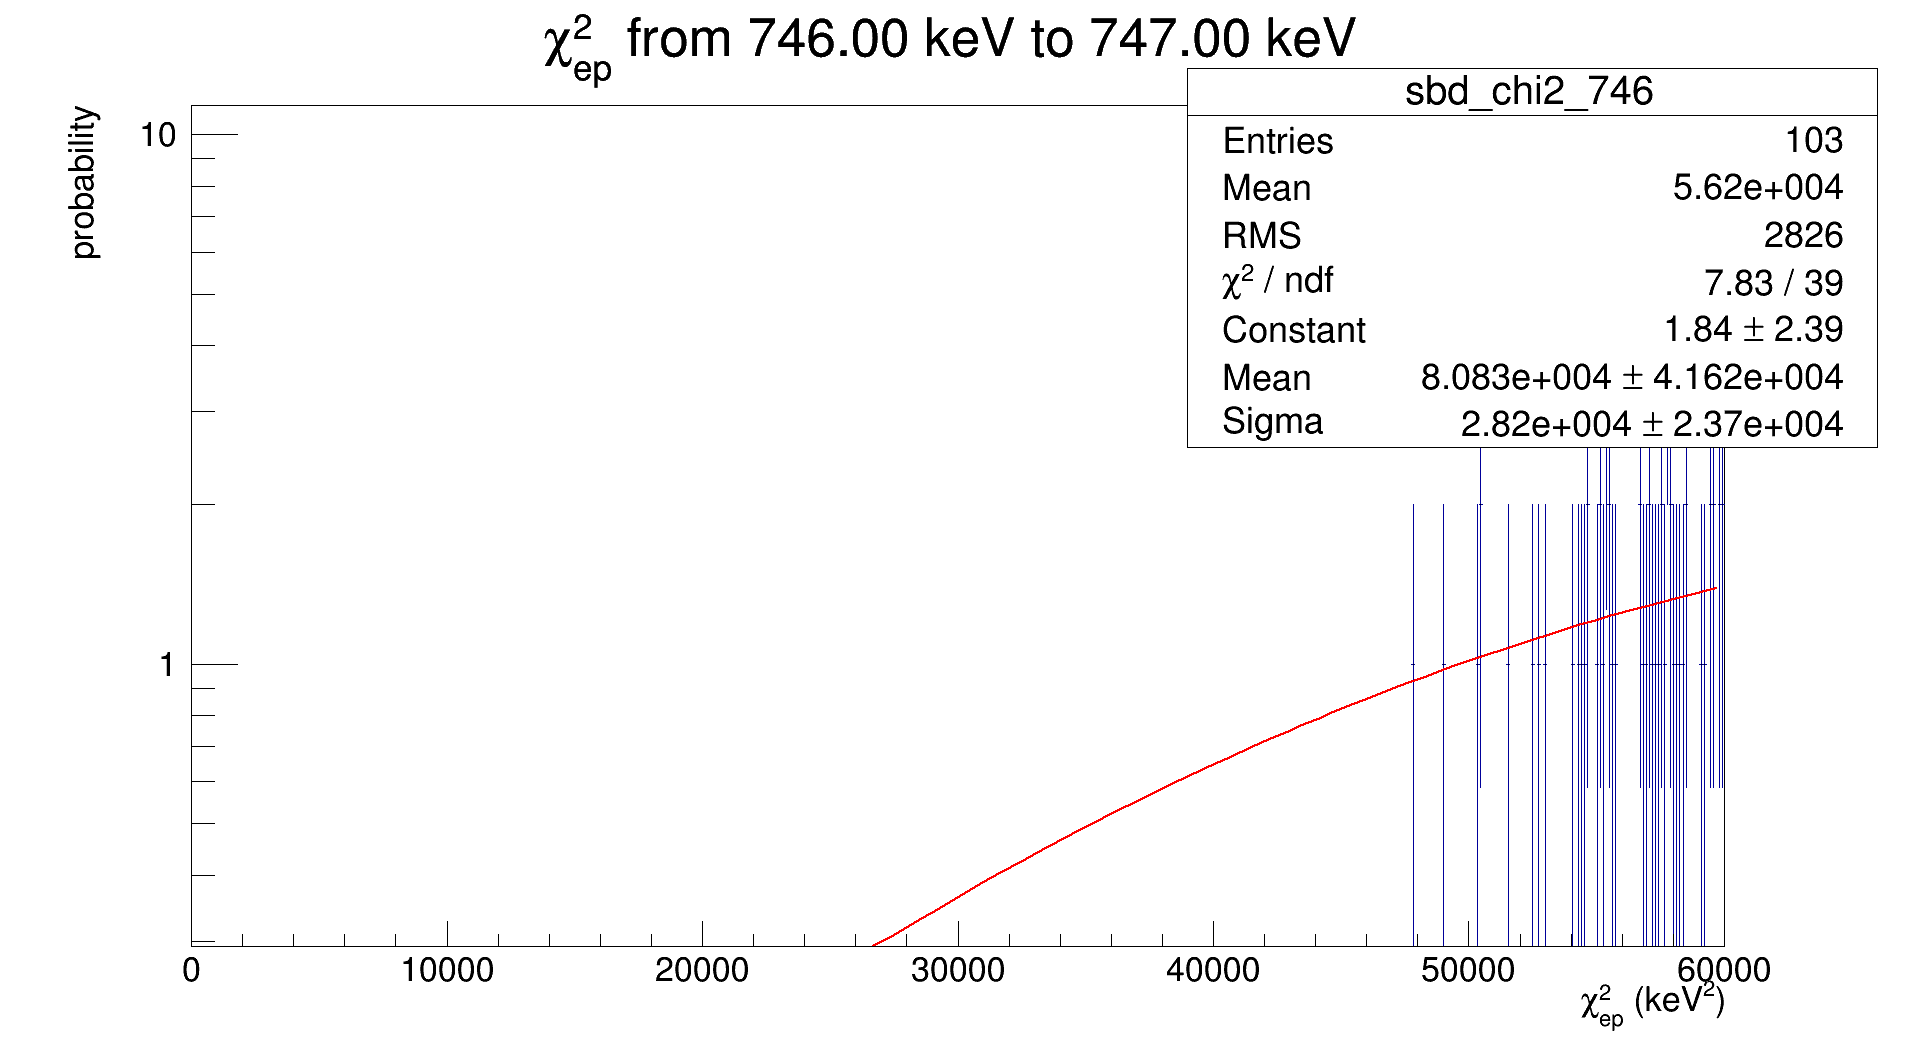 χ²ep from 746.00 keV to 747.00 keV
sbd_chi2_746
Entries 103
Mean 5.62e+004
RMS 2826
χ² / ndf 7.83 / 39
Constant 1.84 ± 2.39
Mean 8.083e+004 ± 4.162e+004
Sigma 2.82e+004 ± 2.37e+004
probability
10
1
0 10000 20000 30000 40000 50000 60000
χ²ep (keV²)